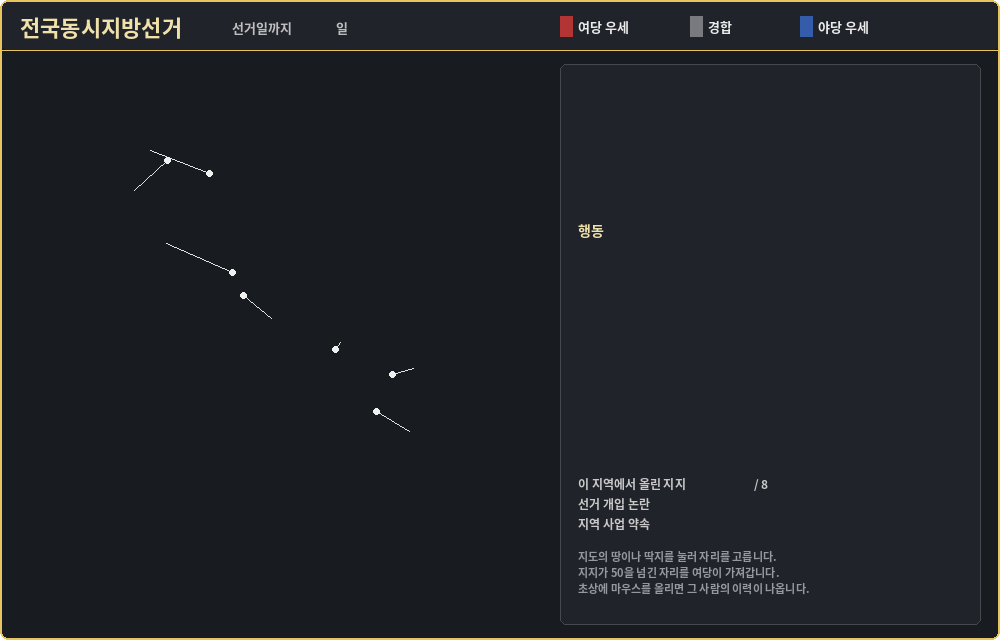 전국동시지방선거 선거일까지 일 여당 우세 경합 야당 우세
행동
이 지역에서 올린 지지 / 8
선거 개입 논란
지역 사업 약속
지도의 땅이나 딱지를 눌러 자리를 고릅니다.
지지가 50을 넘긴 자리를 여당이 가져갑니다.
초상에 마우스를 올리면 그 사람의 이력이 나옵니다.